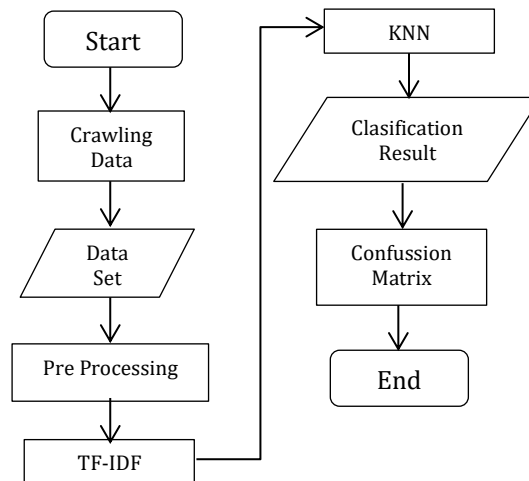 Start
Crawling
Data
Data
Set
Pre Processing
TF-IDF
KNN
Clasification
Result
Confussion
Matrix
End